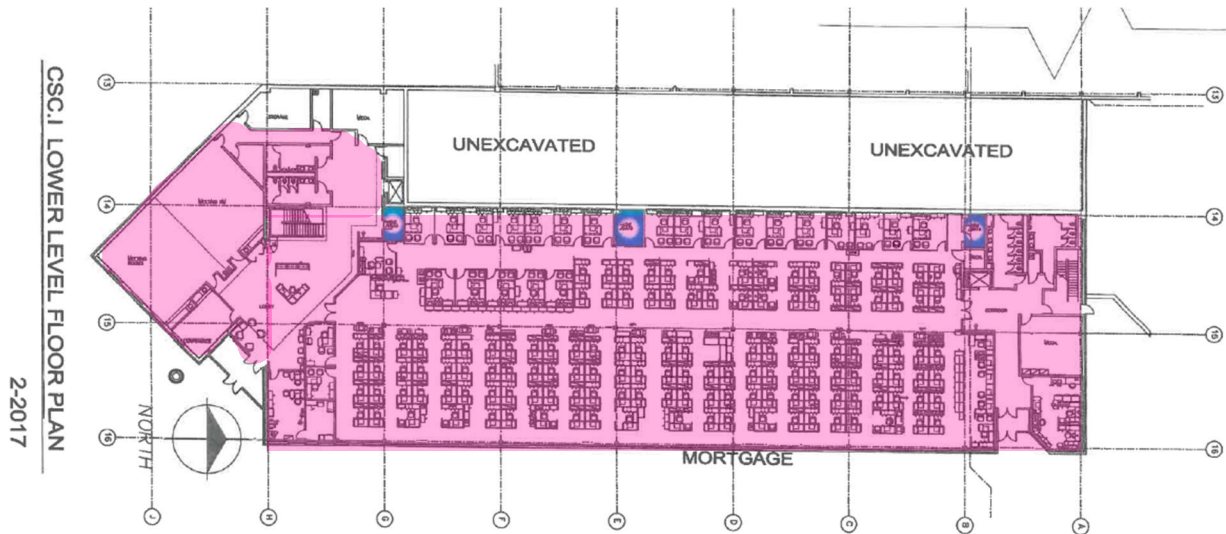 CSC.I LOWER LEVEL FLOOR PLAN
2-2017
13
13
UNEXCAVATED
UNEXCAVATED
14
14
15
15
16
16
NORTH
MORTGAGE
J
H
G
F
E
D
C
B
A